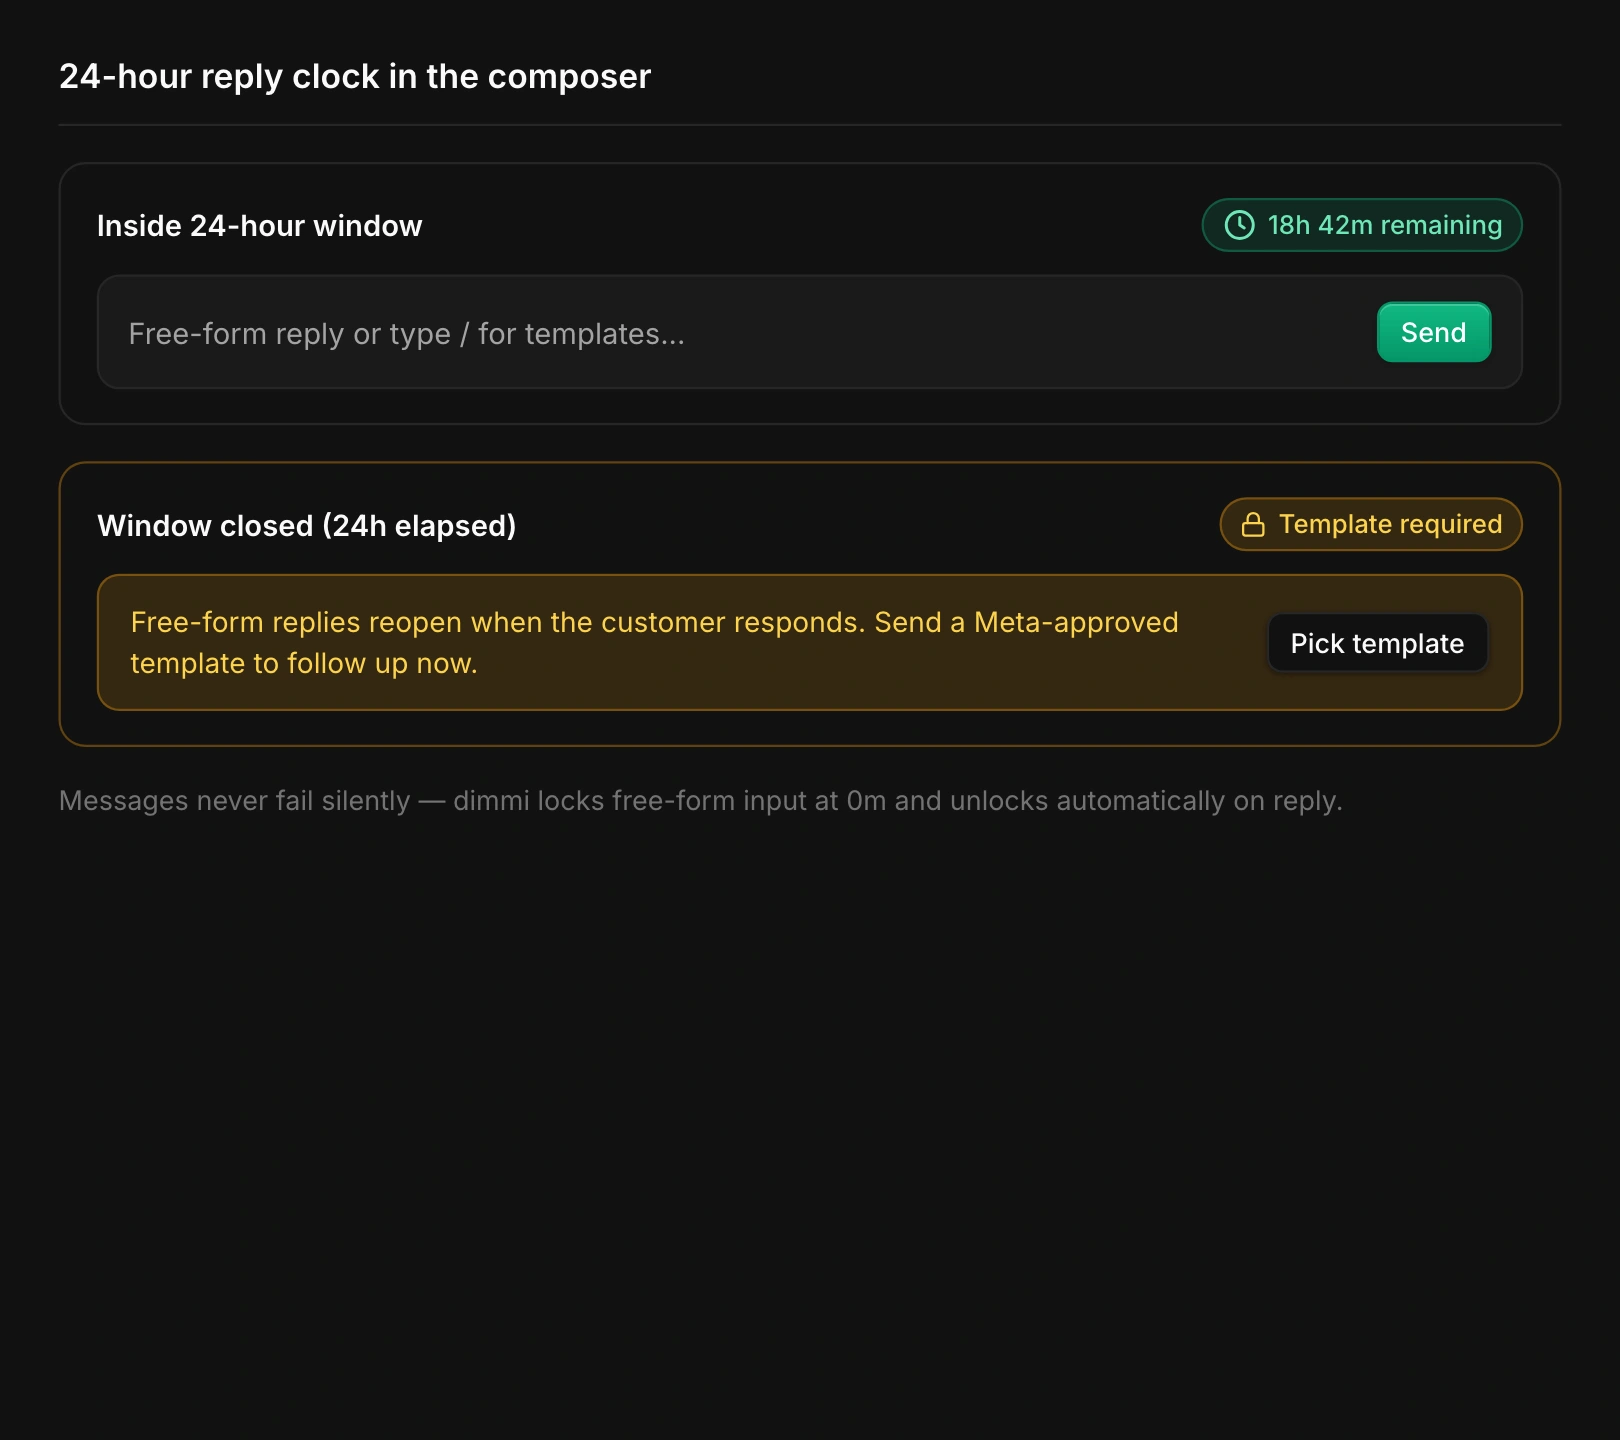 24-hour reply clock in the composer
Inside 24-hour window
18h 42m remaining
Free-form reply or type / for templates...
Send
Window closed (24h elapsed)
Template required
Free-form replies reopen when the customer responds. Send a Meta-approved
template to follow up now.
Pick template
Messages never fail silently — dimmi locks free-form input at 0m and unlocks automatically on reply.